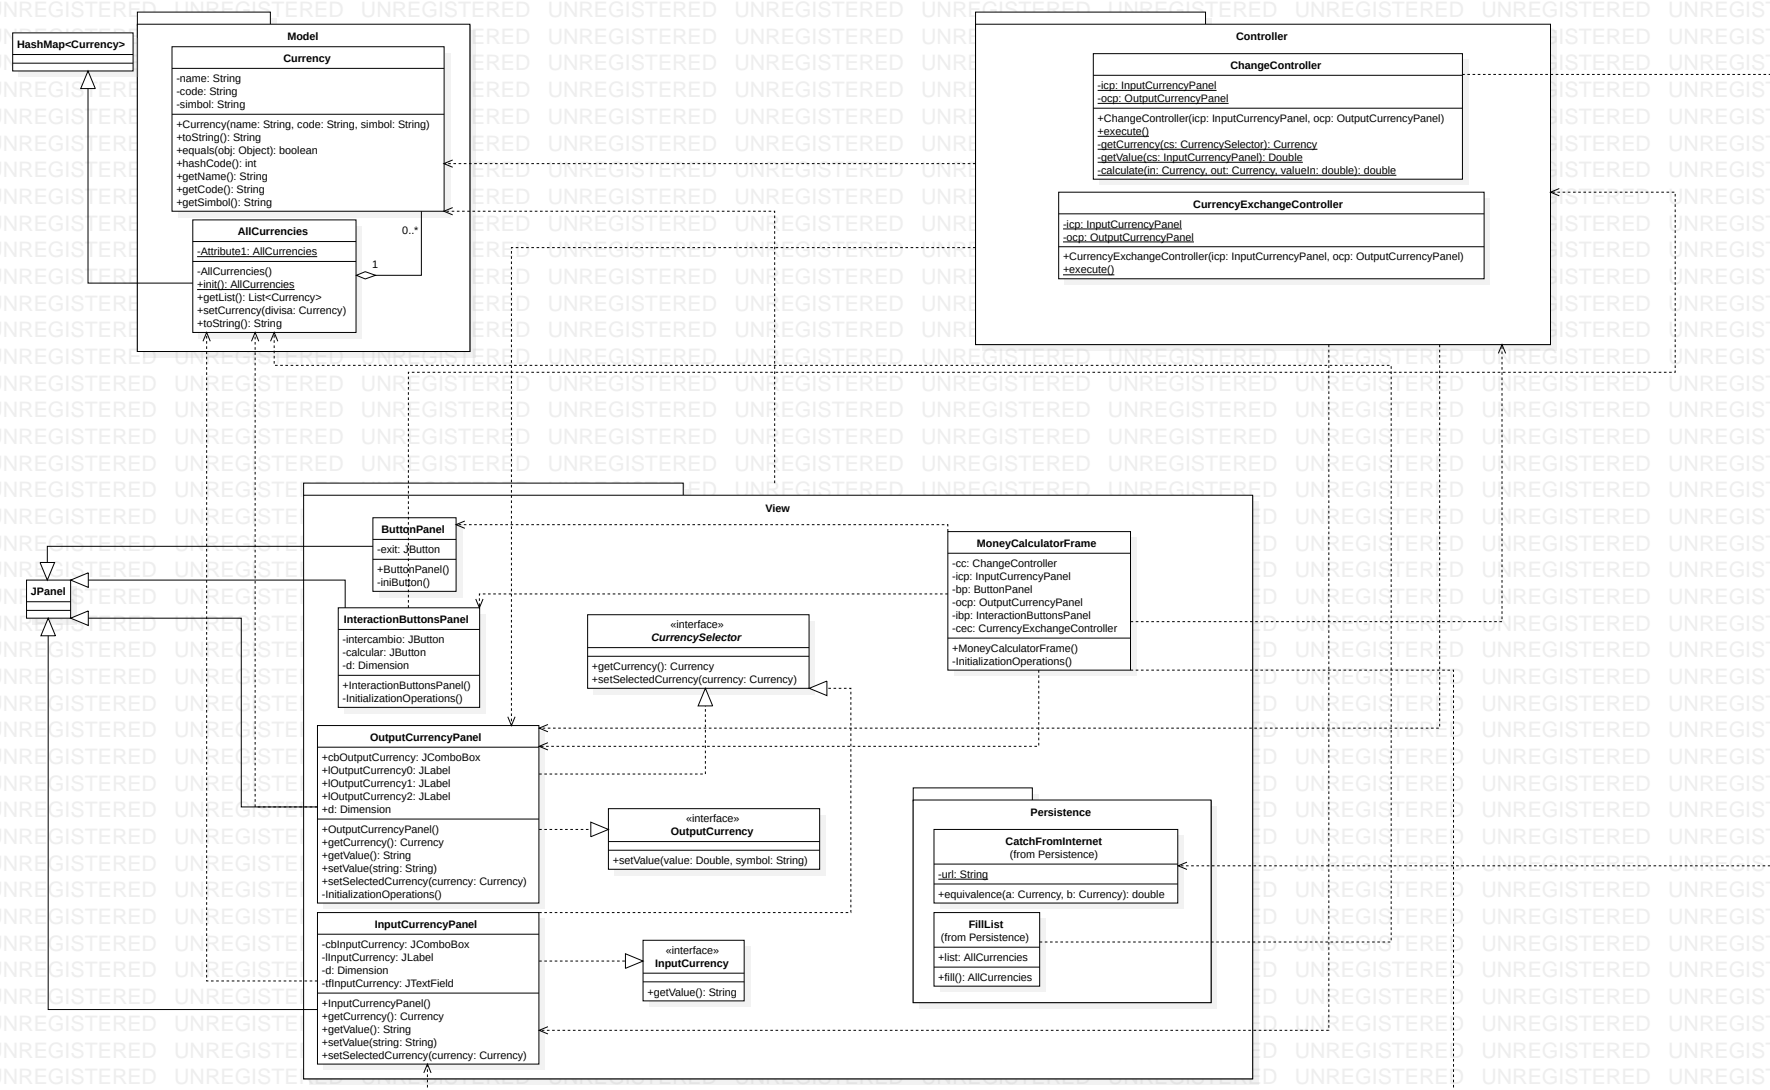 HashMap<Currency>
Model
Currency
-name: String
-code: String
-simbol: String
+Currency(name: String, code: String, simbol: String)
+toString(): String
+equals(obj: Object): boolean
+hashCode(): int
+getName(): String
+getCode(): String
+getSimbol(): String
0..*
1
AllCurrencies
-Attribute1: AllCurrencies
-AllCurrencies()
+init(): AllCurrencies
+getList(): List<Currency>
+setCurrency(divisa: Currency)
+toString(): String
Controller
ChangeController
-icp: InputCurrencyPanel
-ocp: OutputCurrencyPanel
+ChangeController(icp: InputCurrencyPanel, ocp: OutputCurrencyPanel)
+execute()
-getCurrency(cs: CurrencySelector): Currency
-getValue(cs: InputCurrencyPanel): Double
-calculate(in: Currency, out: Currency, valueIn: double): double
CurrencyExchangeController
-icp: InputCurrencyPanel
-ocp: OutputCurrencyPanel
+CurrencyExchangeController(icp: InputCurrencyPanel, ocp: OutputCurrencyPanel)
+execute()
View
ButtonPanel
-exit: JButton
+ButtonPanel()
-iniButton()
JPanel
InteractionButtonsPanel
-intercambio: JButton
-calcular: JButton
-d: Dimension
+InteractionButtonsPanel()
-InitializationOperations()
«interface»
CurrencySelector
+getCurrency(): Currency
+setSelectedCurrency(currency: Currency)
MoneyCalculatorFrame
-cc: ChangeController
-icp: InputCurrencyPanel
-bp: ButtonPanel
-ocp: OutputCurrencyPanel
-ibp: InteractionButtonsPanel
-cec: CurrencyExchangeController
+MoneyCalculatorFrame()
-InitializationOperations()
OutputCurrencyPanel
+cbOutputCurrency: JComboBox
+lOutputCurrency0: JLabel
+lOutputCurrency1: JLabel
+lOutputCurrency2: JLabel
+d: Dimension
+OutputCurrencyPanel()
+getCurrency(): Currency
+getValue(): String
+setValue(string: String)
+setSelectedCurrency(currency: Currency)
-InitializationOperations()
«interface»
OutputCurrency
+setValue(value: Double, symbol: String)
InputCurrencyPanel
-cbInputCurrency: JComboBox
-lInputCurrency: JLabel
-d: Dimension
-tfInputCurrency: JTextField
+InputCurrencyPanel()
+getCurrency(): Currency
+getValue(): String
+setValue(string: String)
+setSelectedCurrency(currency: Currency)
«interface»
InputCurrency
+getValue(): String
Persistence
CatchFromInternet
(from Persistence)
-url: String
+equivalence(a: Currency, b: Currency): double
FillList
(from Persistence)
+list: AllCurrencies
+fill(): AllCurrencies